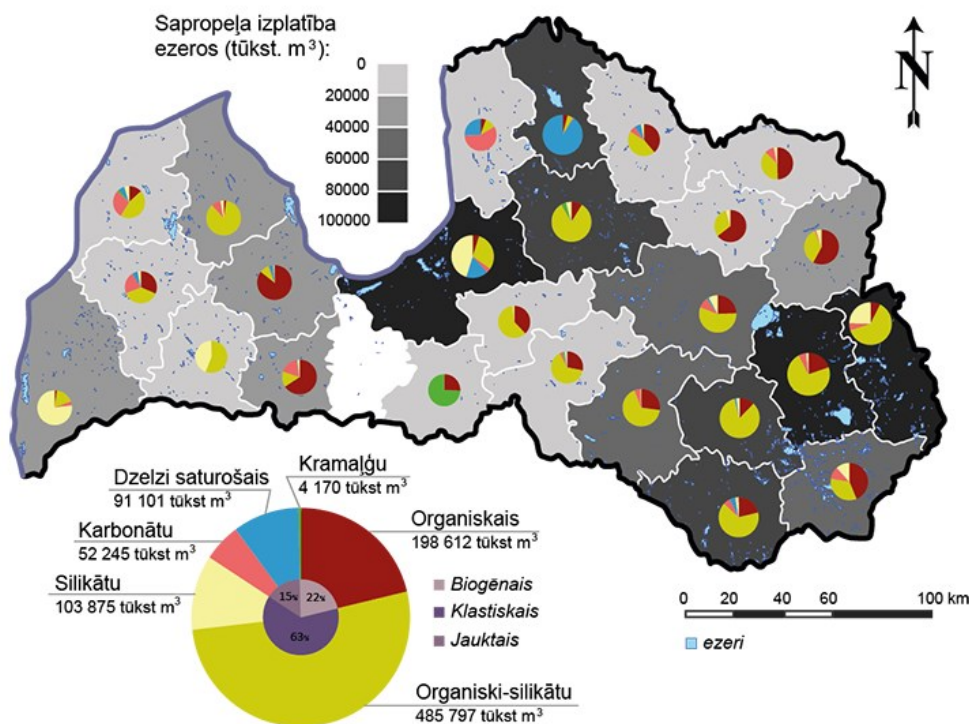 Sapropeļa izplatība
ezeros (tūkst. m³):
0
20000
40000
60000
80000
100000
N
Dzelzi saturošais
91 101 tūkst m³
Kramaļģu
4 170 tūkst m³
Karbonātu
52 245 tūkst m³
Organiskais
198 612 tūkst m³
Silikātu
103 875 tūkst m³
15%
22%
63%
Biogēnais
Klastiskais
Jauktais
Organiski-silikātu
485 797 tūkst m³
0 20 40 60 100 km
ezeri